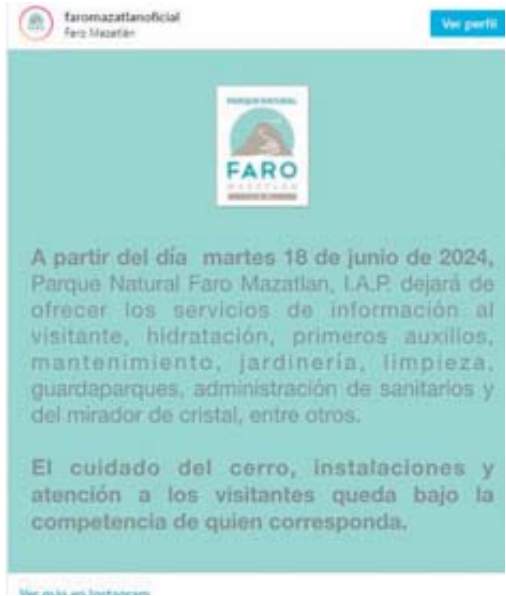 faromazatlanoficial
Faro Mazatlán
Ver perfil
PARQUE NATURAL
FARO
MAZATLÁN
A partir del día martes 18 de junio de 2024,
Parque Natural Faro Mazatlan, I.A.P. dejará de
ofrecer los servicios de información al
visitante, hidratación, primeros auxilios,
mantenimiento, jardinería, limpieza,
guardaparques, administración de sanitarios y
del mirador de cristal, entre otros.
El cuidado del cerro, instalaciones y
atención a los visitantes queda bajo la
competencia de quien corresponda.
Ver más en Instagram